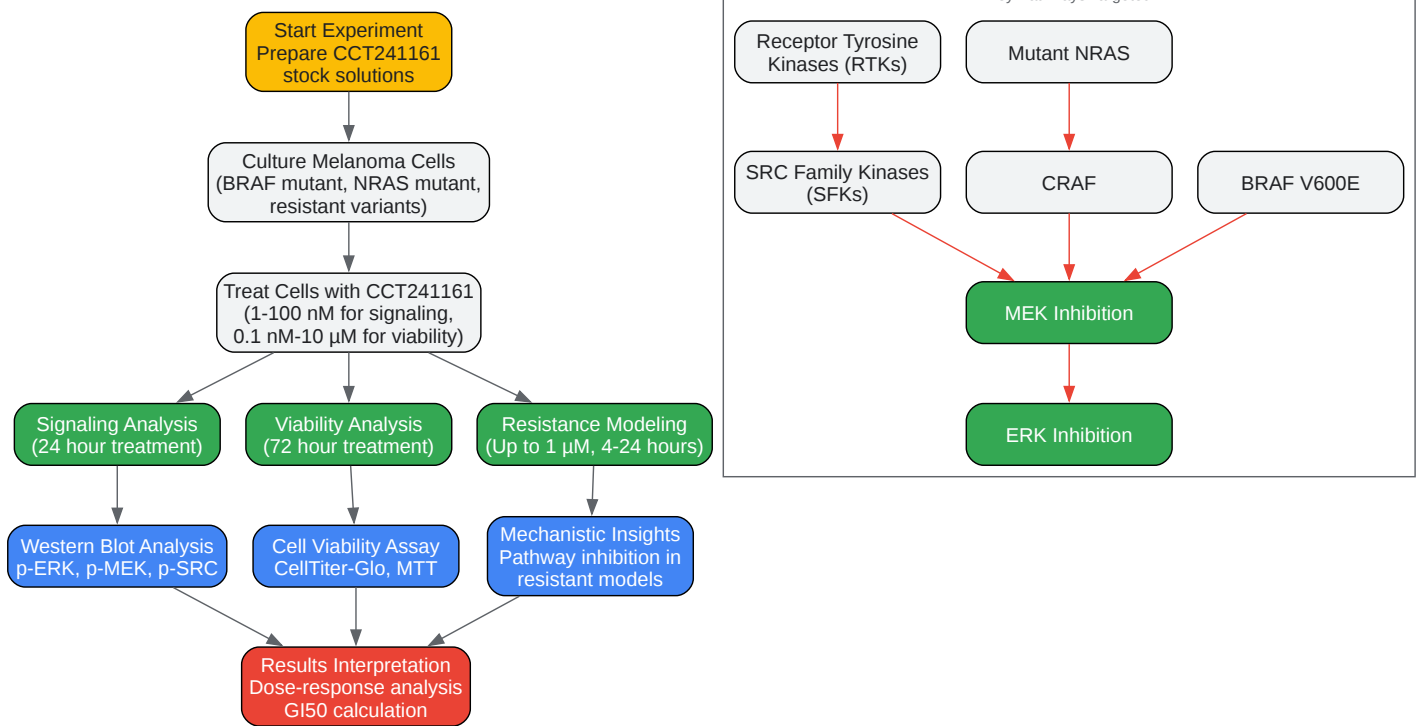 Start Experiment
Prepare CCT241161
stock solutions
Culture Melanoma Cells
(BRAF mutant, NRAS mutant,
resistant variants)
Treat Cells with CCT241161
(1-100 nM for signaling,
0.1 nM-10 µM for viability)
Signaling Analysis
(24 hour treatment)
Viability Analysis
(72 hour treatment)
Resistance Modeling
(Up to 1 µM, 4-24 hours)
Western Blot Analysis
p-ERK, p-MEK, p-SRC
Cell Viability Assay
CellTiter-Glo, MTT
Mechanistic Insights
Pathway inhibition in
resistant models
Results Interpretation
Dose-response analysis
GI50 calculation
Receptor Tyrosine
Kinases (RTKs)
Mutant NRAS
SRC Family Kinases
(SFKs)
CRAF
BRAF V600E
MEK Inhibition
ERK Inhibition